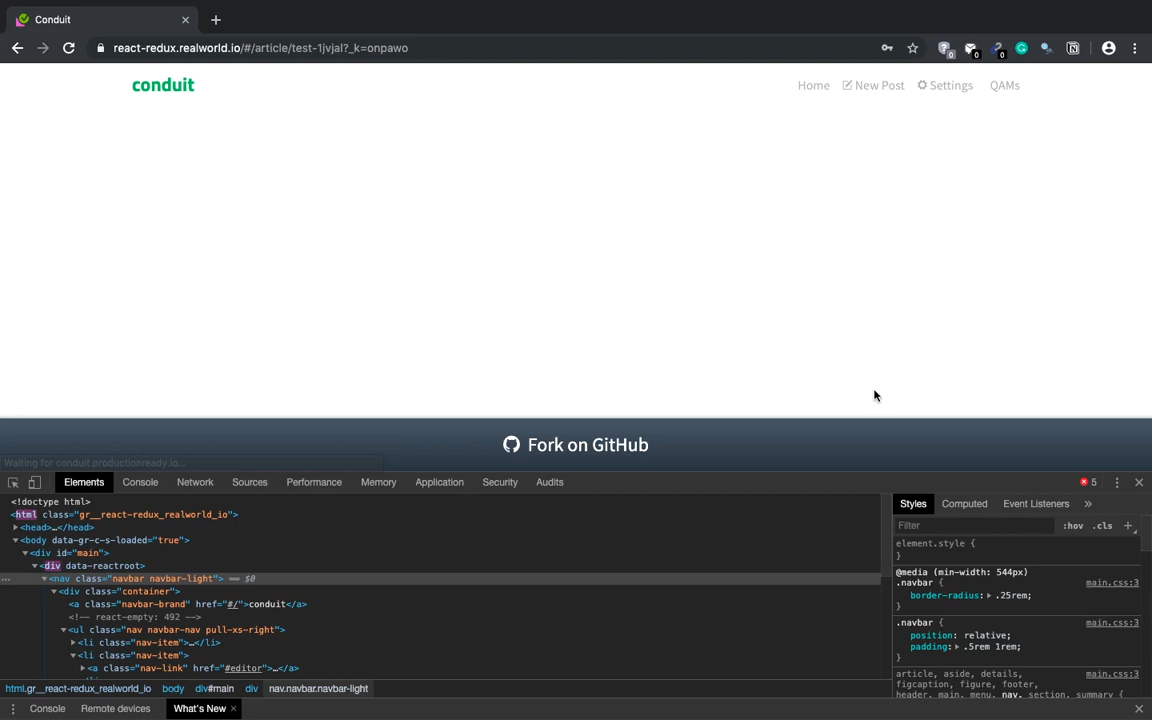 Conduit
react-redux.realworld.io/#/article/test-1jvjal?_k=onpawo
0
0
0
conduit
Home
New Post
Settings
QAMs
Fork on GitHub
Waiting for conduit.productionready.io...
Elements
Console
Network
Sources
Performance
Memory
Application
Security
Audits
5
<!doctype html>
<html class="gr__react-redux_realworld_io">
<head>…</head>
<body data-gr-c-s-loaded="true">
<div id="main">
<div data-reactroot>
… <nav class="navbar navbar-light"> == $0
<div class="container">
<a class="navbar-brand" href="#/">conduit</a>
<!-- react-empty: 492 -->
<ul class="nav navbar-nav pull-xs-right">
<li class="nav-item">…</li>
<li class="nav-item">
<a class="nav-link" href="#editor">…</a>
html.gr__react-redux_realworld_io
body
div#main
div
nav.navbar.navbar-light
Styles
Computed
Event Listeners
»
Filter
:hov
.cls
+
element.style {
}
@media (min-width: 544px)
.navbar {
main.css:3
border-radius: .25rem;
}
.navbar {
main.css:3
position: relative;
padding: .5rem 1rem;
}
article, aside, details,
main.css:3
figcaption, figure, footer,
header, main, menu, nav, section, summary {
Console
Remote devices
What's New